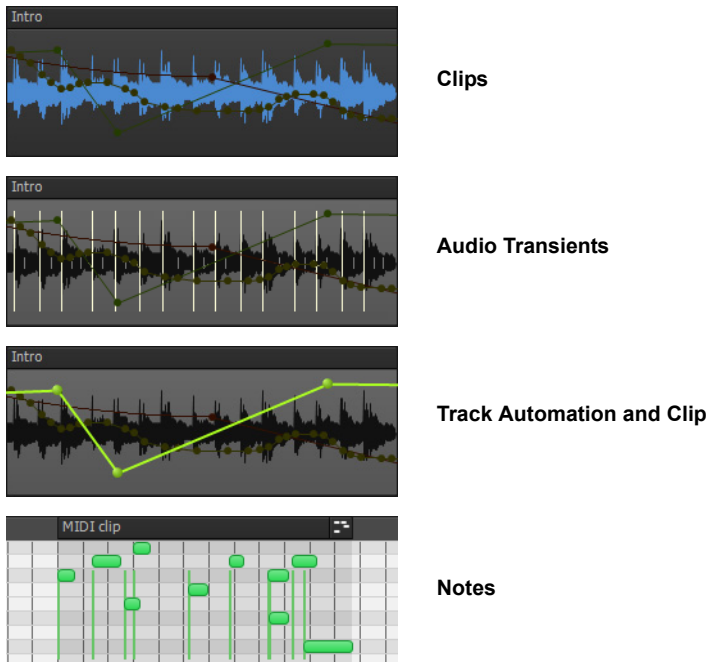 Intro
Clips
Intro
Audio Transients
Intro
Track Automation and Clip
MIDI clip
Notes